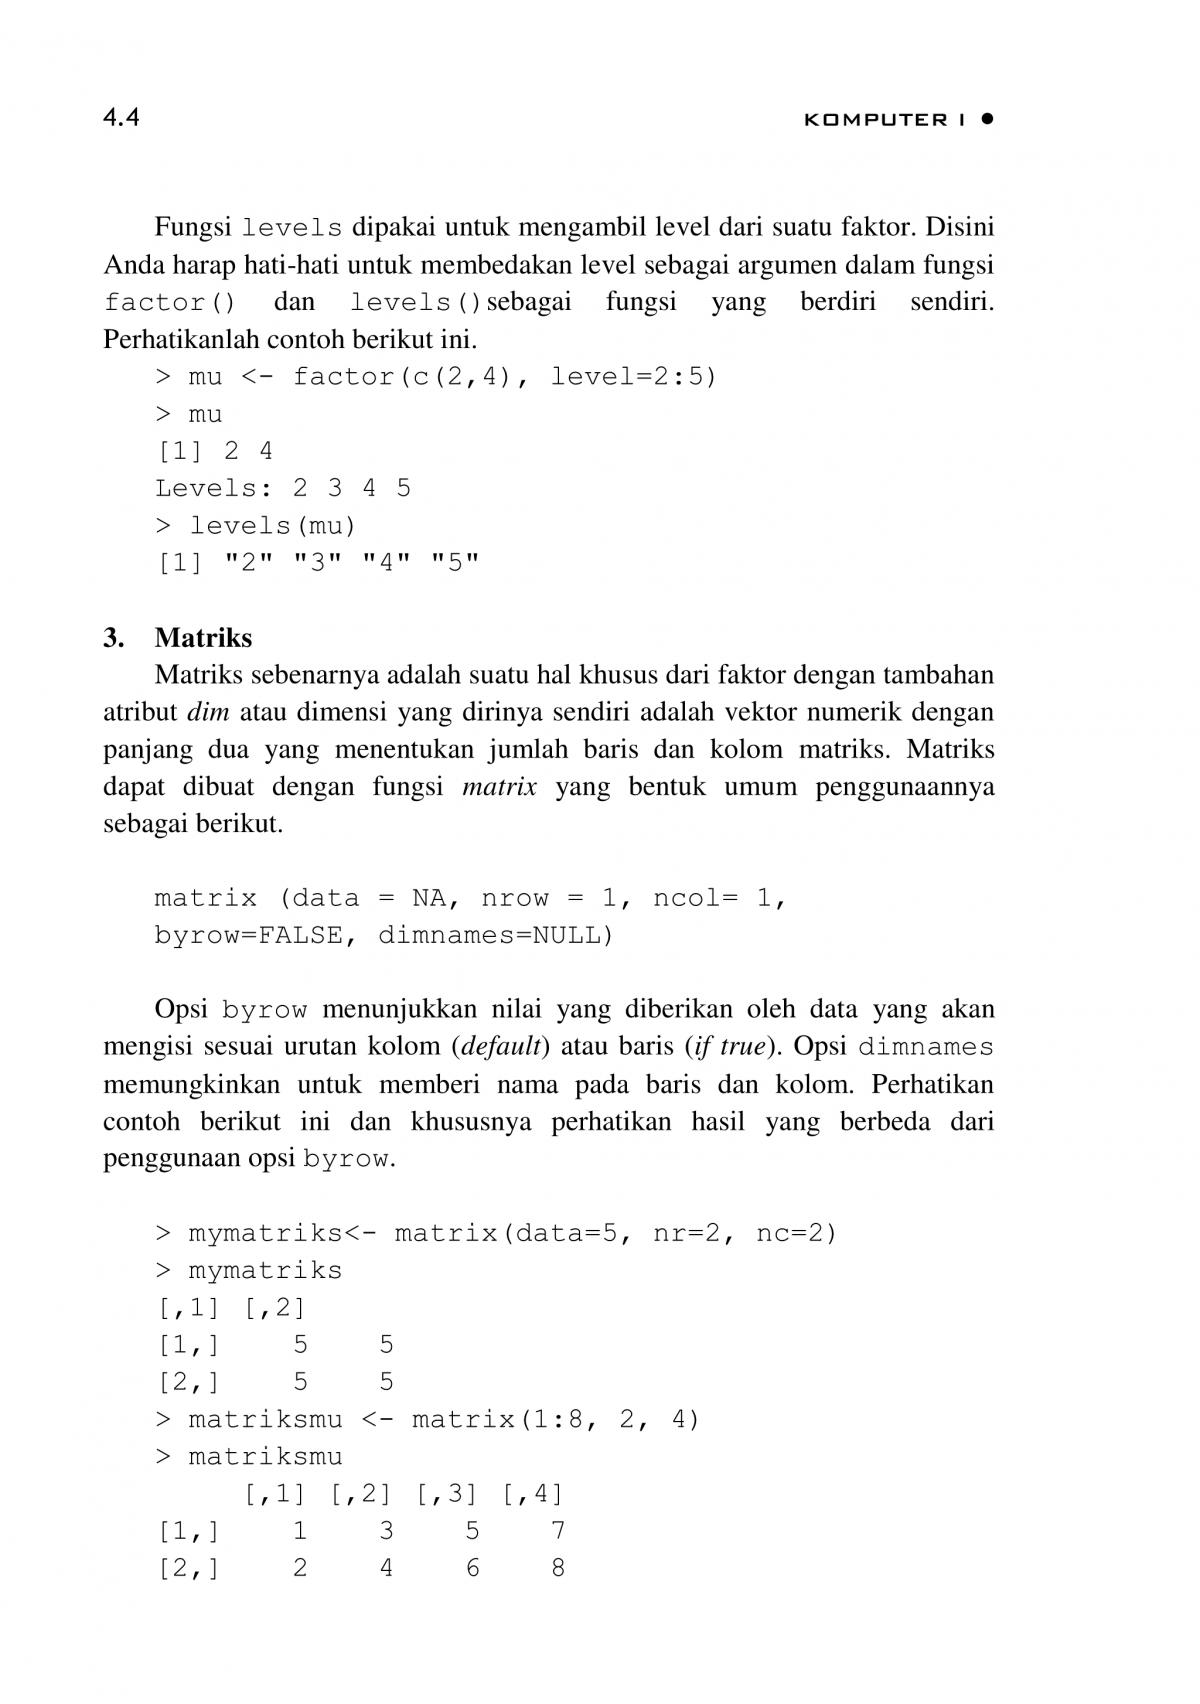 4.4
KOMPUTER I ●
Fungsi levels dipakai untuk mengambil level dari suatu faktor. Disini
Anda harap hati-hati untuk membedakan level sebagai argumen dalam fungsi
factor() dan levels()sebagai fungsi yang berdiri sendiri.
Perhatikanlah contoh berikut ini.
> mu <- factor(c(2,4), level=2:5)
> mu
[1] 2 4
Levels: 2 3 4 5
> levels(mu)
[1] "2" "3" "4" "5"
3. Matriks
Matriks sebenarnya adalah suatu hal khusus dari faktor dengan tambahan
atribut dim atau dimensi yang dirinya sendiri adalah vektor numerik dengan
panjang dua yang menentukan jumlah baris dan kolom matriks. Matriks
dapat dibuat dengan fungsi matrix yang bentuk umum penggunaannya
sebagai berikut.
matrix (data = NA, nrow = 1, ncol= 1,
byrow=FALSE, dimnames=NULL)
Opsi byrow menunjukkan nilai yang diberikan oleh data yang akan
mengisi sesuai urutan kolom (default) atau baris (if true). Opsi dimnames
memungkinkan untuk memberi nama pada baris dan kolom. Perhatikan
contoh berikut ini dan khususnya perhatikan hasil yang berbeda dari
penggunaan opsi byrow.
> mymatriks<- matrix(data=5, nr=2, nc=2)
> mymatriks
[,1] [,2]
[1,] 5 5
[2,] 5 5
> matriksmu <- matrix(1:8, 2, 4)
> matriksmu
[,1] [,2] [,3] [,4]
[1,] 1 3 5 7
[2,] 2 4 6 8